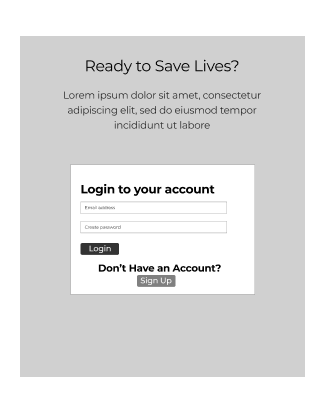 Ready to Save Lives?
Lorem ipsum dolor sit amet, consectetur
adipiscing elit, sed do eiusmod tempor
incididunt ut labore
Login to your account
Email address
Create password
Login
Don't Have an Account?
Sign Up